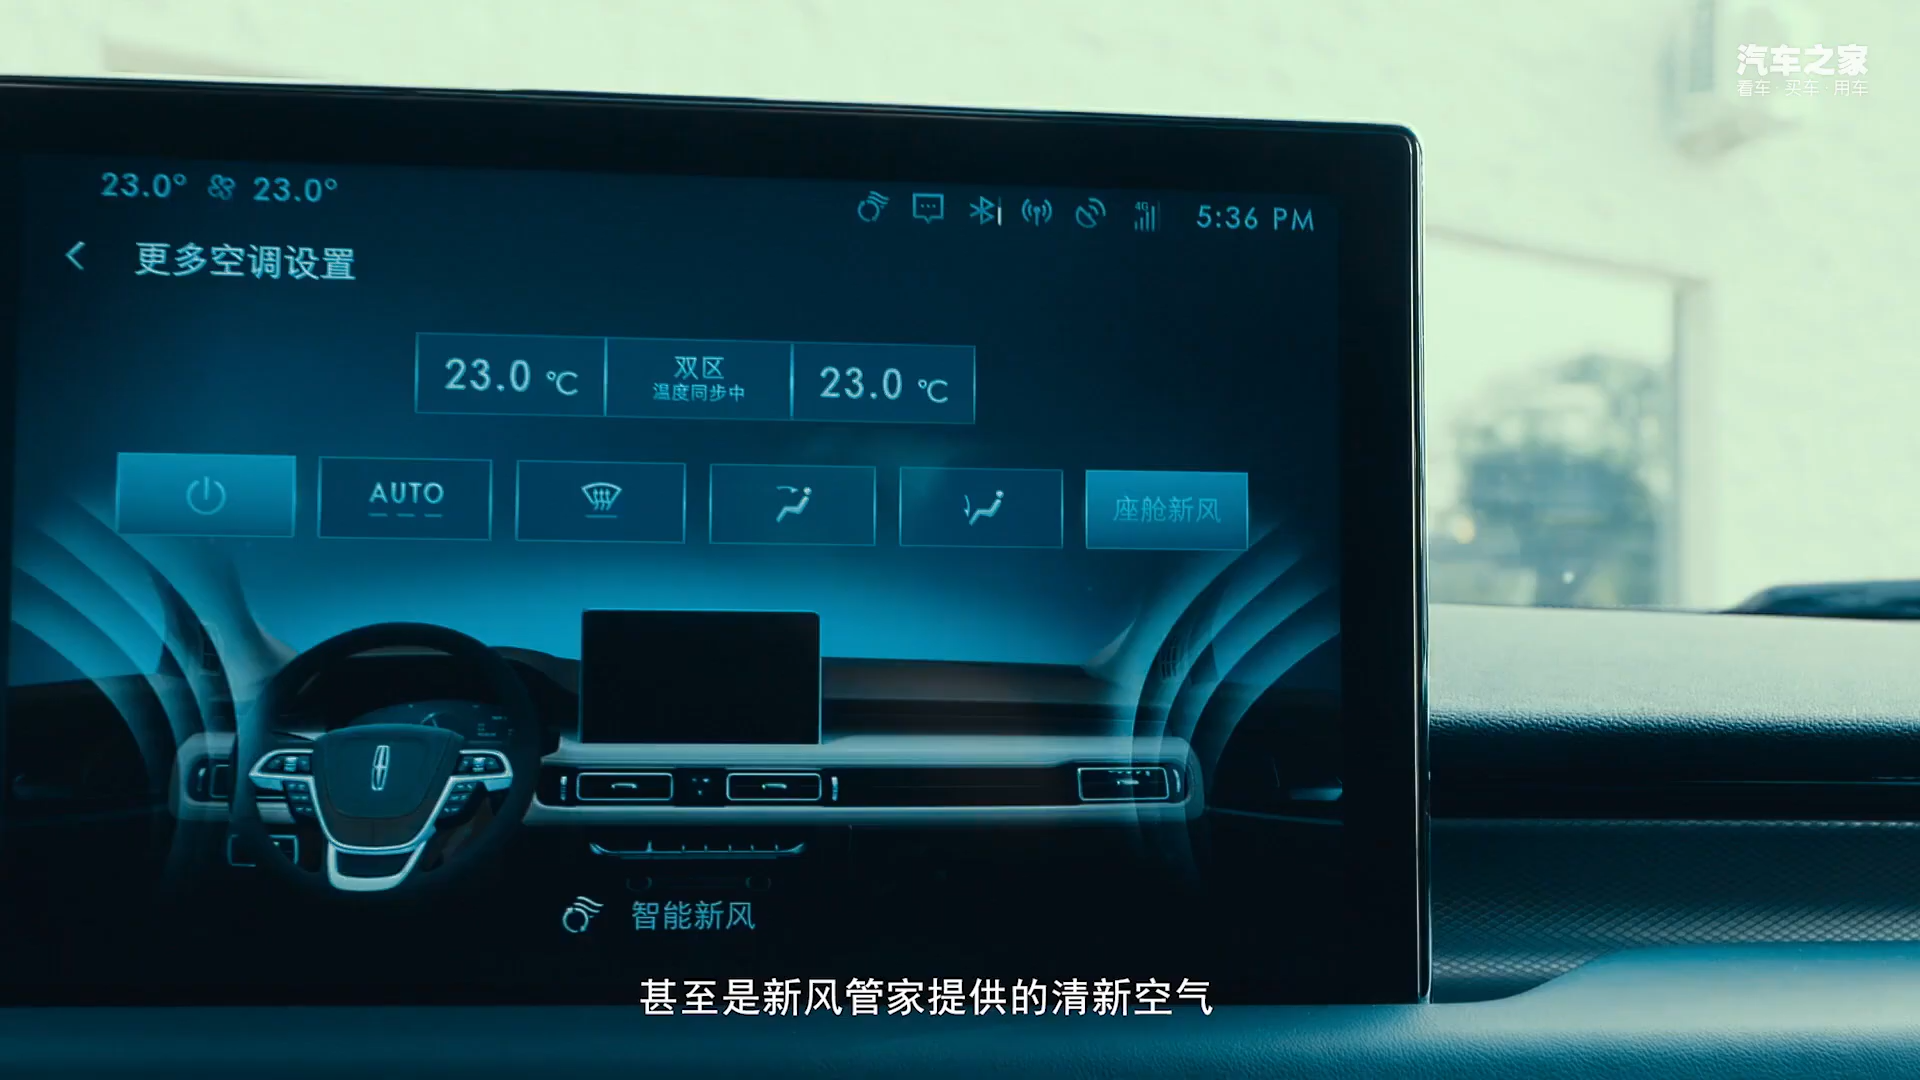 汽车之家
看车·买车·用车
23.0° 23.0°
4G
5:36 PM
更多空调设置
23.0 ℃
双区
温度同步中
23.0 ℃
AUTO
座舱新风
智能新风
甚至是新风管家提供的清新空气